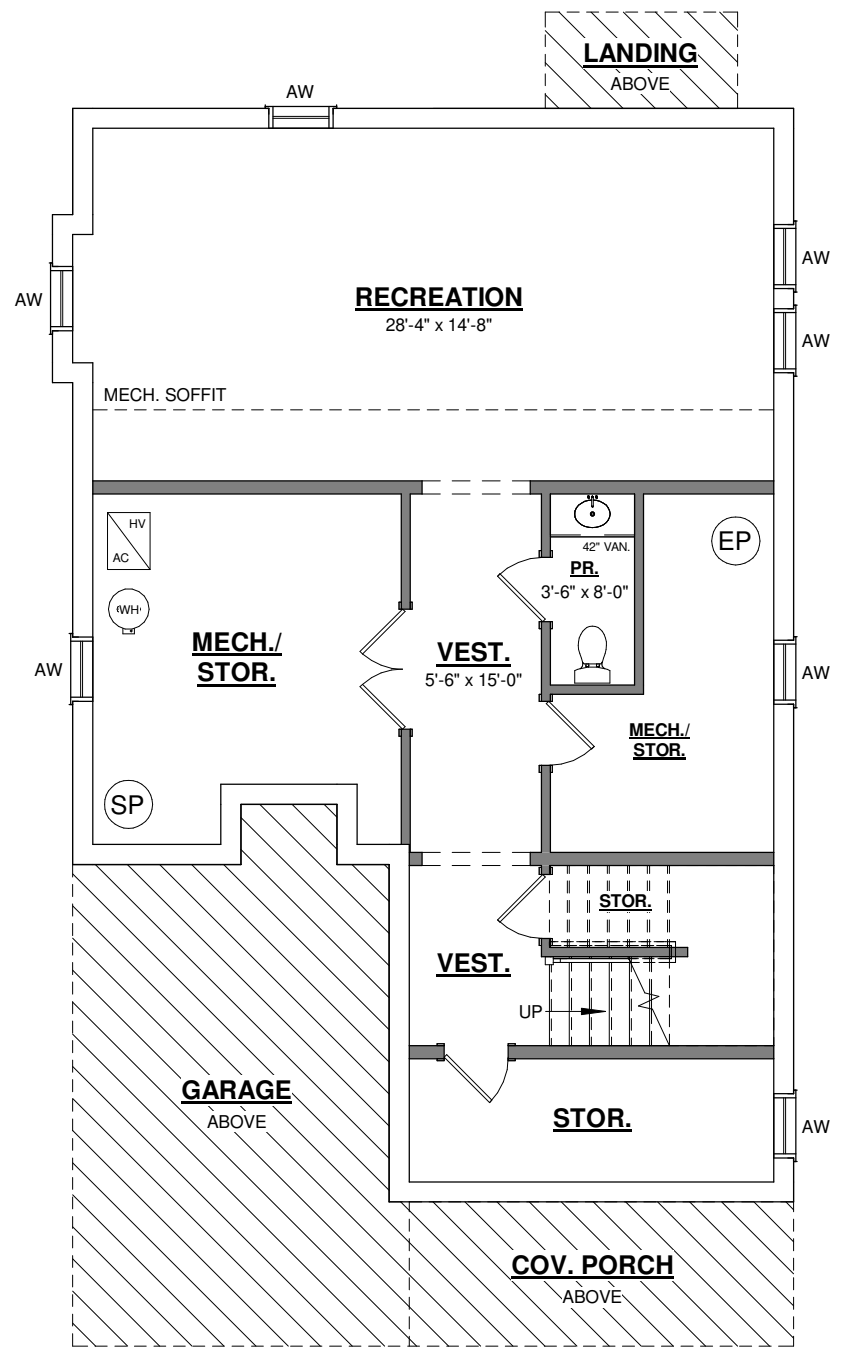 LANDING
ABOVE
AW
AW
AW
RECREATION
28'-4" x 14'-8"
AW
MECH. SOFFIT
HV
AC
EP
42" VAN.
PR.
3'-6" x 8'-0"
WH
MECH./
STOR.
VEST.
5'-6" x 15'-0"
AW
AW
MECH./
STOR.
SP
STOR.
VEST.
UP
GARAGE
ABOVE
STOR.
AW
COV. PORCH
ABOVE